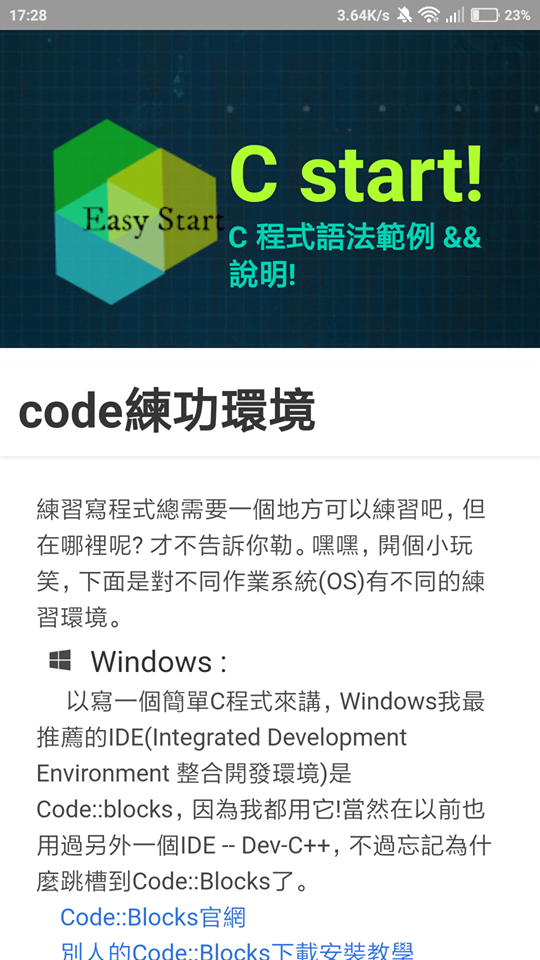 17:28
3.64K/s
23%
Easy Start
C start!
C 程式語法範例 &&
說明!
code練功環境
練習寫程式總需要一個地方可以練習吧，但
在哪裡呢? 才不告訴你勒。嘿嘿，開個小玩
笑，下面是對不同作業系統(OS)有不同的練
習環境。
Windows :
以寫一個簡單C程式來講，Windows我最
推薦的IDE(Integrated Development
Environment 整合開發環境)是
Code::blocks，因為我都用它!當然在以前也
用過另外一個IDE -- Dev-C++，不過忘記為什
麼跳槽到Code::Blocks了。
Code::Blocks官網
別人的Code::Blocks下載安裝教學